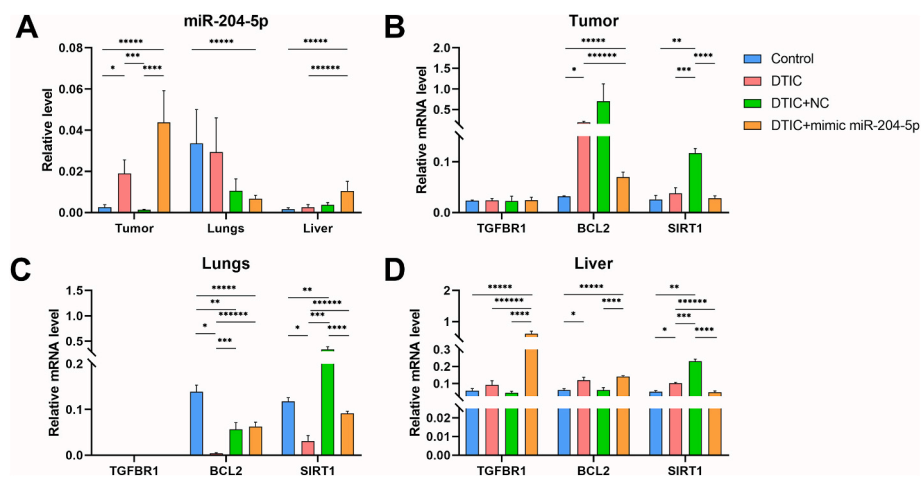 A
miR-204-5p
Relative level
0.08
0.06
0.04
0.02
0.00
*****
***
*
****
*****
*****
******
Tumor
Lungs
Liver
B
Tumor
Relative mRNA level
2.0
1.5
1.0
0.5
0.1
0.0
*****
******
*
**
****
***
TGFBR1
BCL2
SIRT1
Control
DTIC
DTIC+NC
DTIC+mimic miR-204-5p
C
Lungs
Relative mRNA level
1.5
1.0
0.5
0.2
0.1
0.0
*****
**
******
*
***
**
******
***
*
****
TGFBR1
BCL2
SIRT1
D
Liver
Relative mRNA level
2
1
0.3
0.2
0.1
0.02
0.01
0.00
*****
******
****
*****
****
*
**
******
***
*
****
TGFBR1
BCL2
SIRT1